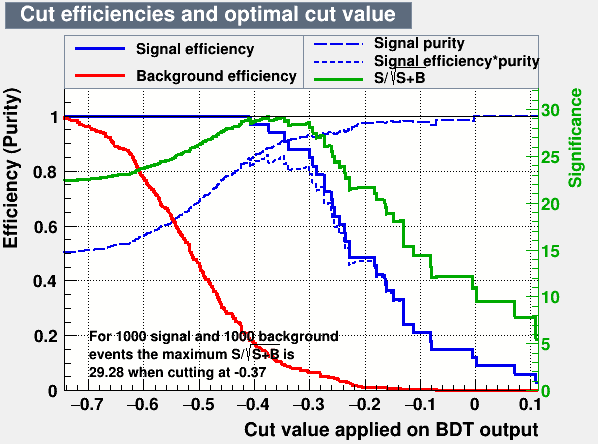 Cut efficiencies and optimal cut value
Signal efficiency
Background efficiency
Signal purity
Signal efficiency*purity
S/√S+B
Efficiency (Purity)
1
0.8
0.6
0.4
0.2
0
30
25
20
15
10
5
0
Significance
For 1000 signal and 1000 background
events the maximum S/√S+B is
29.28 when cutting at -0.37
−0.7 −0.6 −0.5 −0.4 −0.3 −0.2 −0.1 0 0.1
Cut value applied on BDT output